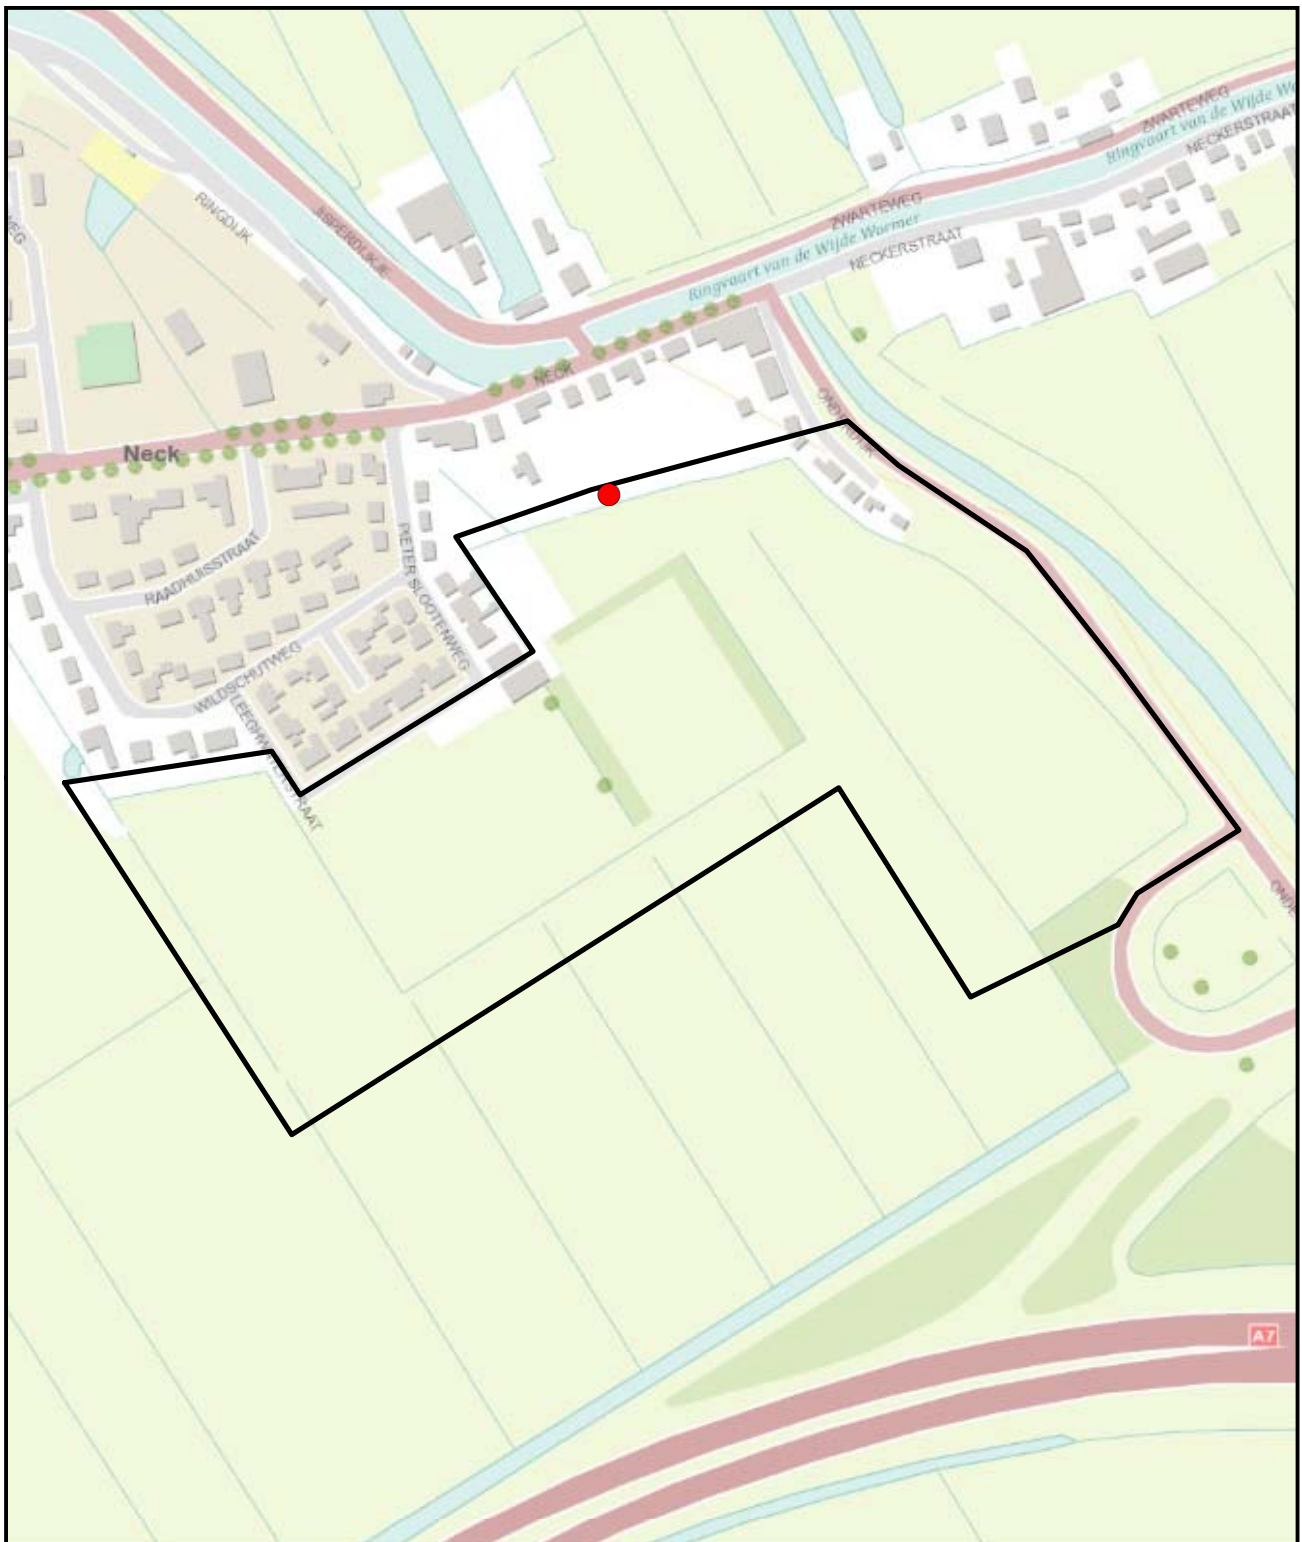 ZWARTEWEG
Ringvaart van de Wijde Wo
NECKERSTRAAT
RINGDIJK
ZWARTEWEG
Ringvaart van de Wijde Wormer
NECKERSTRAAT
NECK
Neck
RAADHUISSTRAAT
PIETER SLOOTENWEG
WILDSCHUTWEG
A7